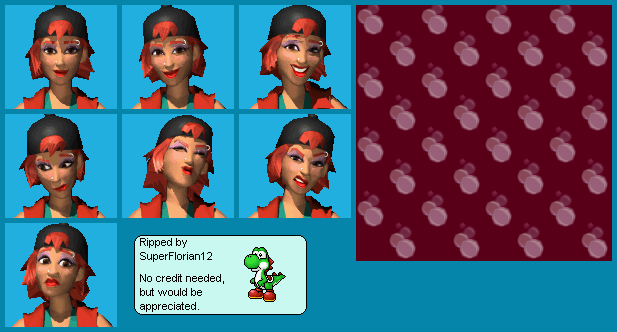 Ripped by
SuperFlorian12
No credit needed,
but would be
appreciated.